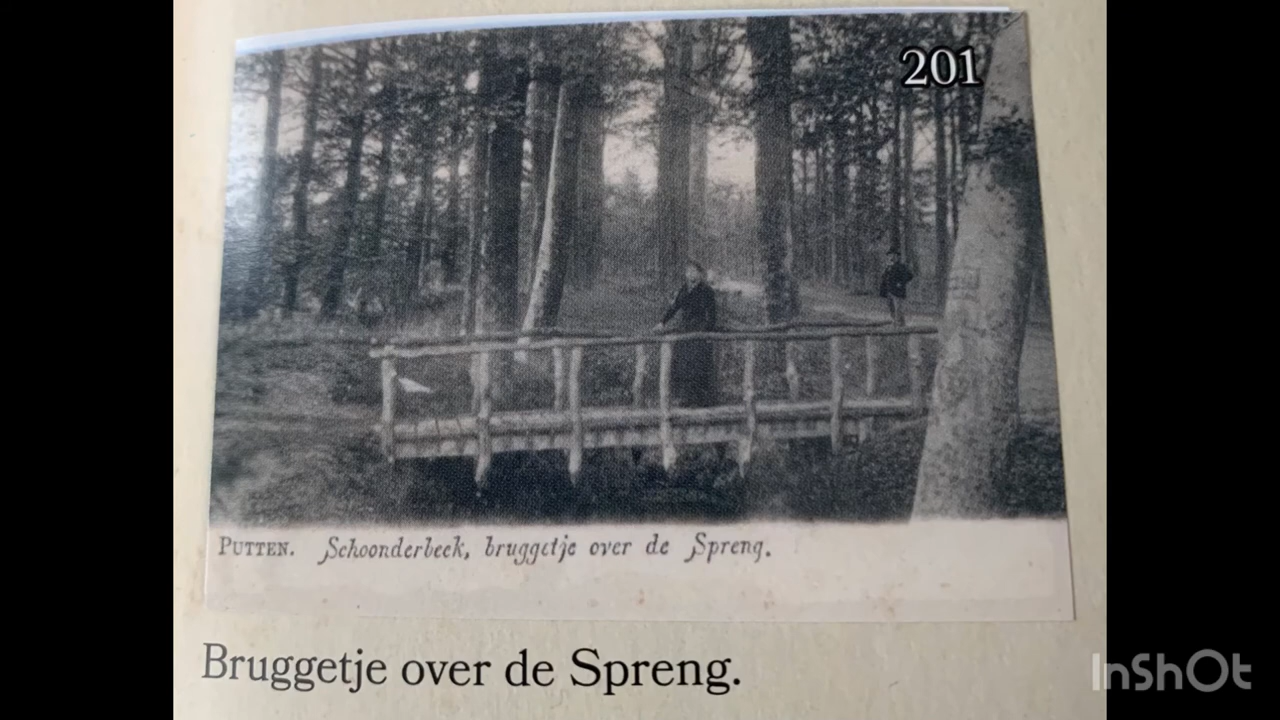 201
PUTTEN. Schoonderbeek, bruggetje over de Spreng.
Bruggetje over de Spreng.
InShOt